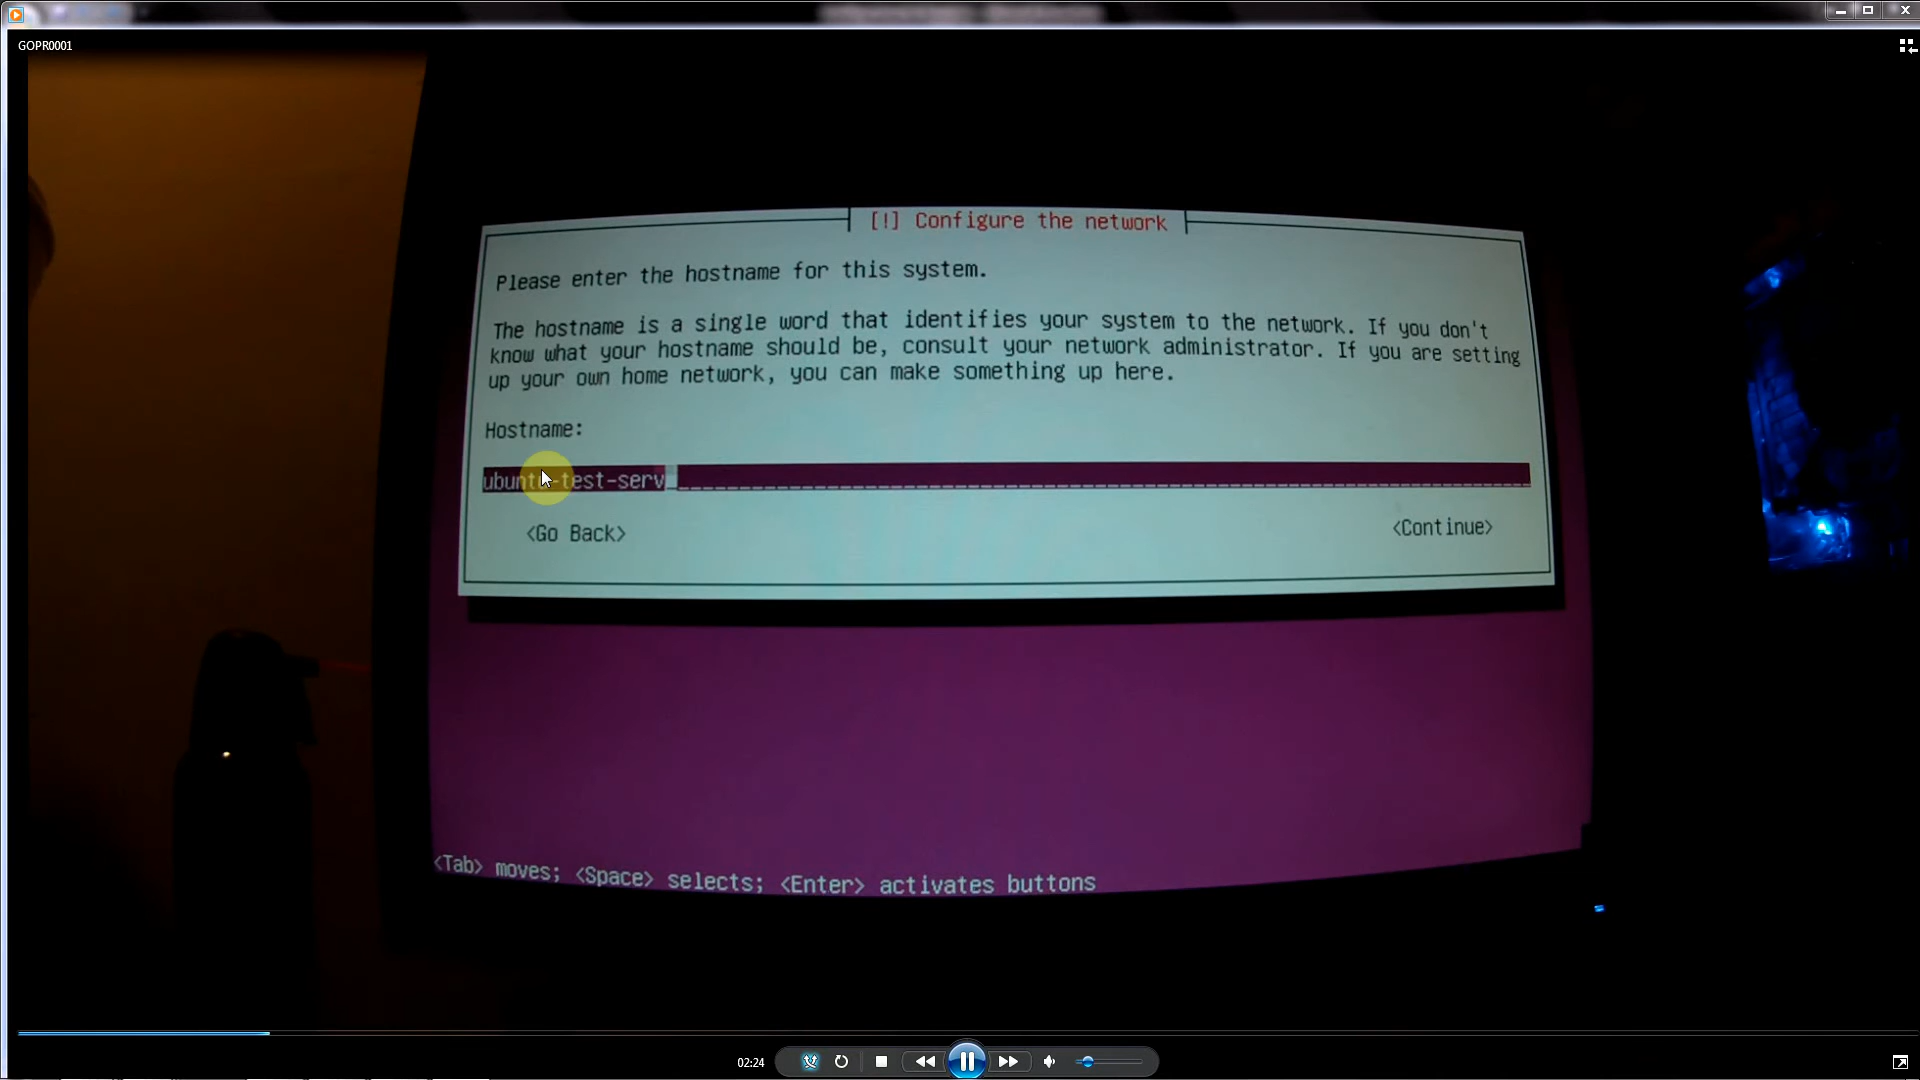 GOPR0001
[!] Configure the network
Please enter the hostname for this system.
The hostname is a single word that identifies your system to the network. If you don't
know what your hostname should be, consult your network administrator. If you are setting
up your own home network, you can make something up here.
Hostname:
ubuntu-test-serv
<Go Back>
<Continue>
<Tab> moves; <Space> selects; <Enter> activates buttons
02:24